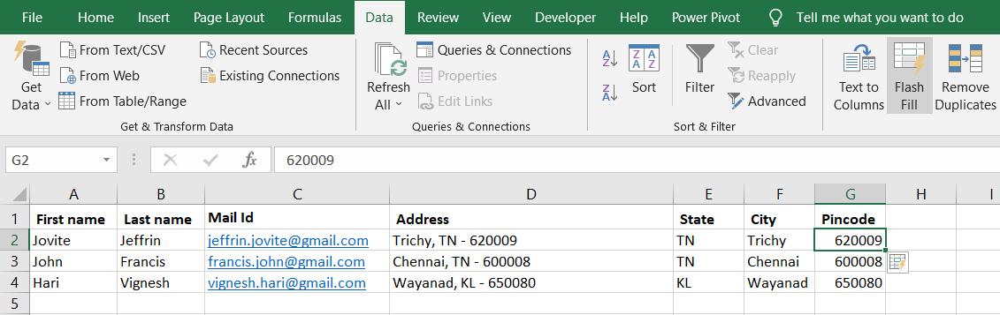 File Home Insert Page Layout Formulas Data Review View Developer Help Power Pivot Tell me what you want to do
Get Data
From Text/CSV
From Web
From Table/Range
Recent Sources
Existing Connections
Get & Transform Data
Refresh All
Queries & Connections
Properties
Edit Links
Queries & Connections
A Z
Z A
Z A A Z
Sort
Filter
Clear
Reapply
Advanced
Sort & Filter
Text to Columns
Flash Fill
Remove Duplicates
G2 fx 620009
A B C D E F G H I
1 First name Last name Mail Id Address State City Pincode
2 Jovite Jeffrin jeffrin.jovite@gmail.com Trichy, TN - 620009 TN Trichy 620009
3 John Francis francis.john@gmail.com Chennai, TN - 600008 TN Chennai 600008
4 Hari Vignesh vignesh.hari@gmail.com Wayanad, KL - 650080 KL Wayanad 650080
5